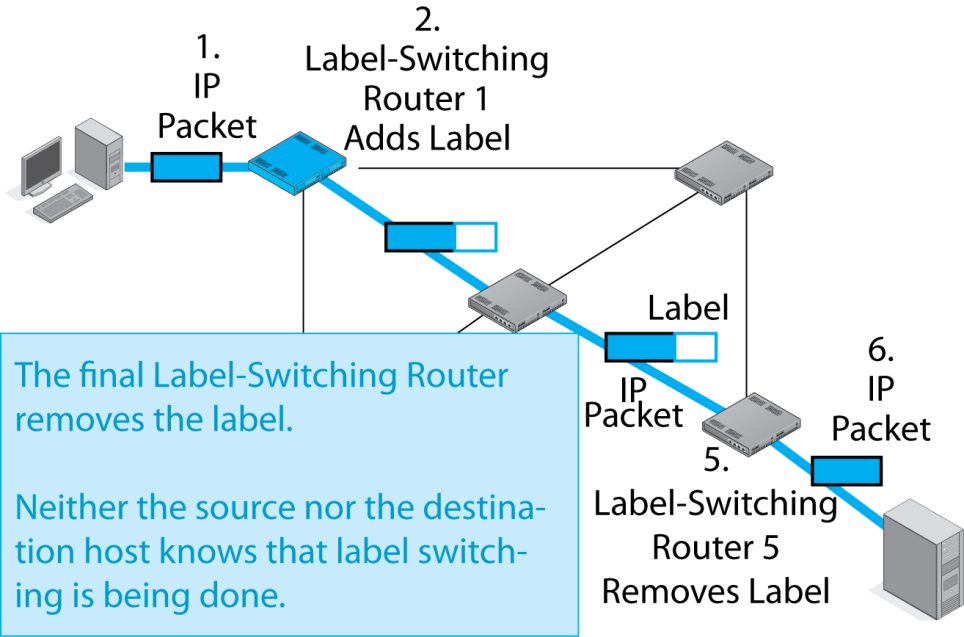 1.
IP
Packet
2.
Label-Switching
Router 1
Adds Label
Label
IP
Packet
5.
Label-Switching
Router 5
Removes Label
6.
IP
Packet
The final Label-Switching Router
removes the label.
Neither the source nor the destina-
tion host knows that label switch-
ing is being done.